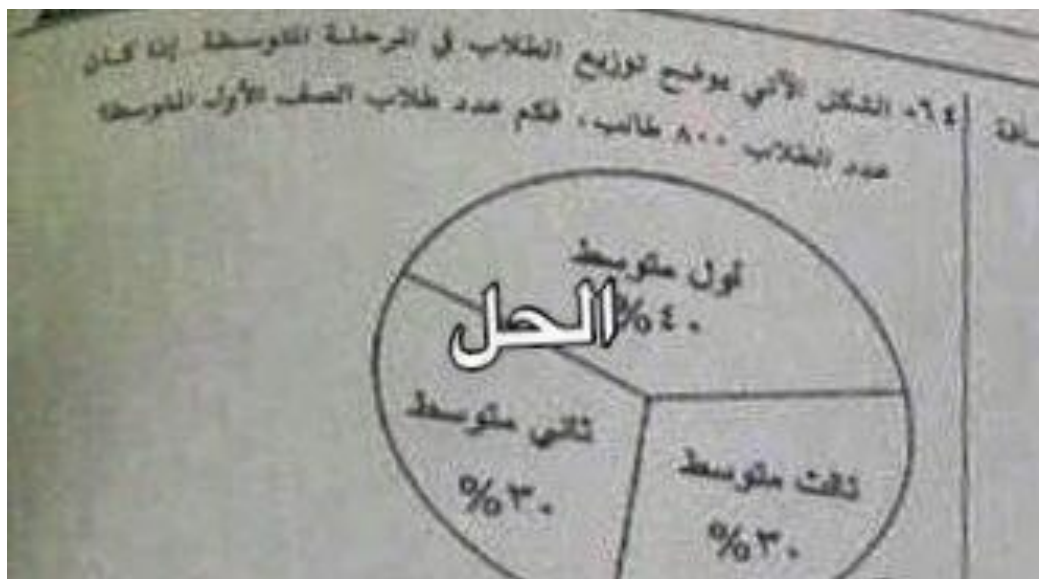 ٦٤- الشكل الآتي يوضح توزيع الطلاب في المرحلة المتوسطة. إذا كان
عدد الطلاب ٨٠٠ طالب، فكم عدد طلاب الصف الأول المتوسط؟
أول متوسط
%٤٠
الحل
ثاني متوسط
%٣٠
ثالث متوسط
%٣٠